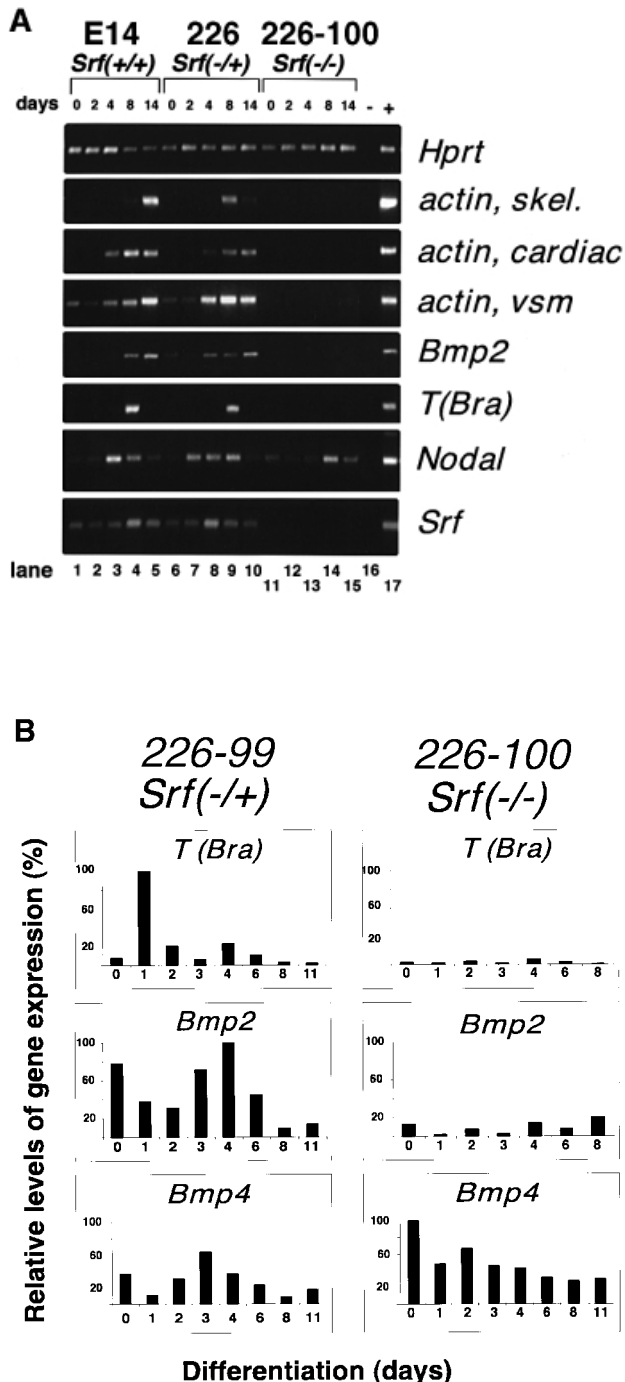 A
E14 226 226-100
Srf(+/+) Srf(-/+) Srf(-/-)
days 0 2 4 8 14 0 2 4 8 14 0 2 4 8 14 - +
Hprt
actin, skel.
actin, cardiac
actin, vsm
Bmp2
T(Bra)
Nodal
Srf
lane 1 2 3 4 5 6 7 8 9 10 11 12 13 14 15 16 17
B
226-99 226-100
Srf(-/+) Srf(-/-)
Relative levels of gene expression (%)
T (Bra)
100
60
20
0 1 2 3 4 6 8 11
T (Bra)
100
60
20
0 1 2 3 4 6 8
Bmp2
100
60
20
0 1 2 3 4 6 8 11
Bmp2
100
60
20
0 1 2 3 4 6 8
Bmp4
100
60
20
0 1 2 3 4 6 8 11
Bmp4
100
60
20
0 1 2 3 4 6 8 11
Differentiation (days)